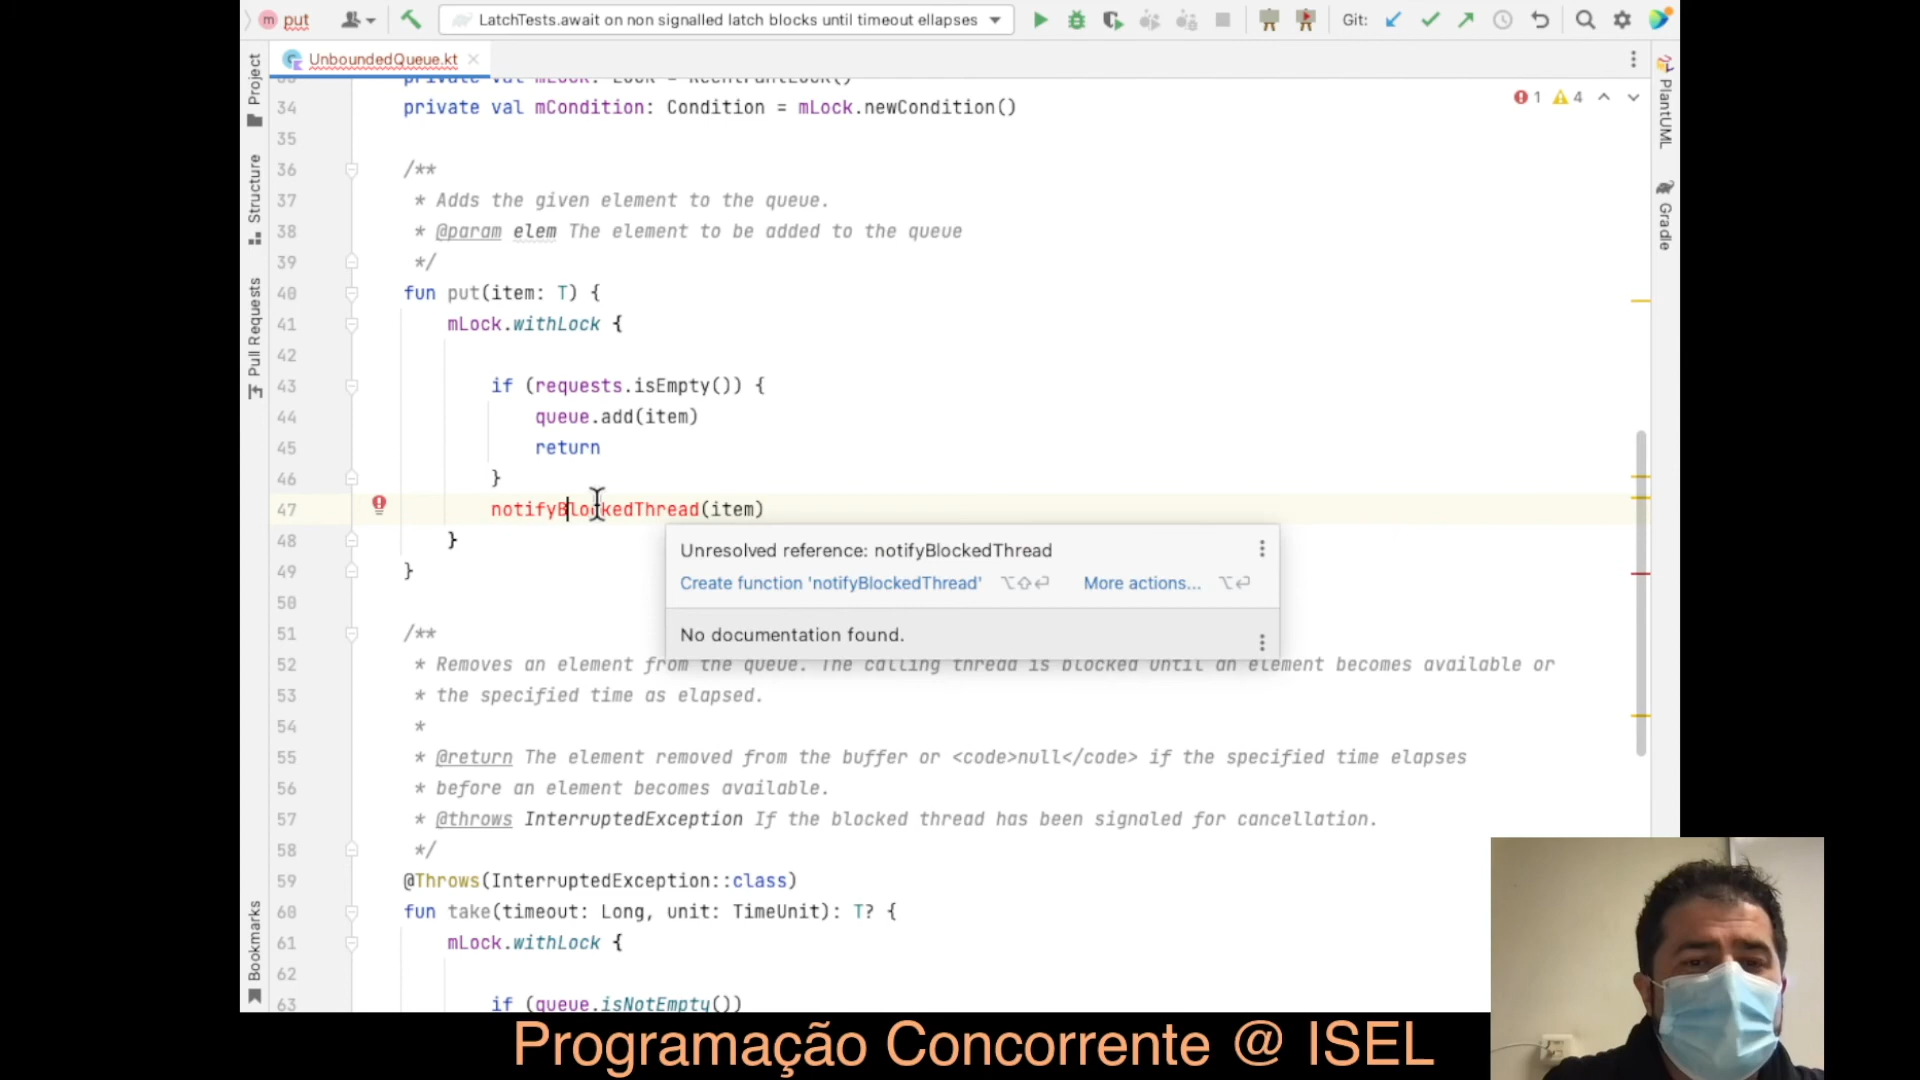 put
LatchTests.await on non signalled latch blocks until timeout ellapses
Git:
UnboundedQueue.kt
Project
Structure
Pull Requests
Bookmarks
PlantUML
Gradle
1 4
34 private val mCondition: Condition = mLock.newCondition()
35
36 /**
37 * Adds the given element to the queue.
38 * @param elem The element to be added to the queue
39 */
40 fun put(item: T) {
41 mLock.withLock {
42
43 if (requests.isEmpty()) {
44 queue.add(item)
45 return
46 }
47 notifyBlockedThread(item)
48 }
49 }
50
Unresolved reference: notifyBlockedThread
Create function 'notifyBlockedThread' ⌥⇧⏎ More actions... ⌥⏎
No documentation found.
51 /**
52 * Removes an element from the queue. The calling thread is blocked until an element becomes available or
53 * the specified time as elapsed.
54 *
55 * @return The element removed from the buffer or <code>null</code> if the specified time elapses
56 * before an element becomes available.
57 * @throws InterruptedException If the blocked thread has been signaled for cancellation.
58 */
59 @Throws(InterruptedException::class)
60 fun take(timeout: Long, unit: TimeUnit): T? {
61 mLock.withLock {
62
63 if (queue.isNotEmpty())
Programação Concorrente @ ISEL